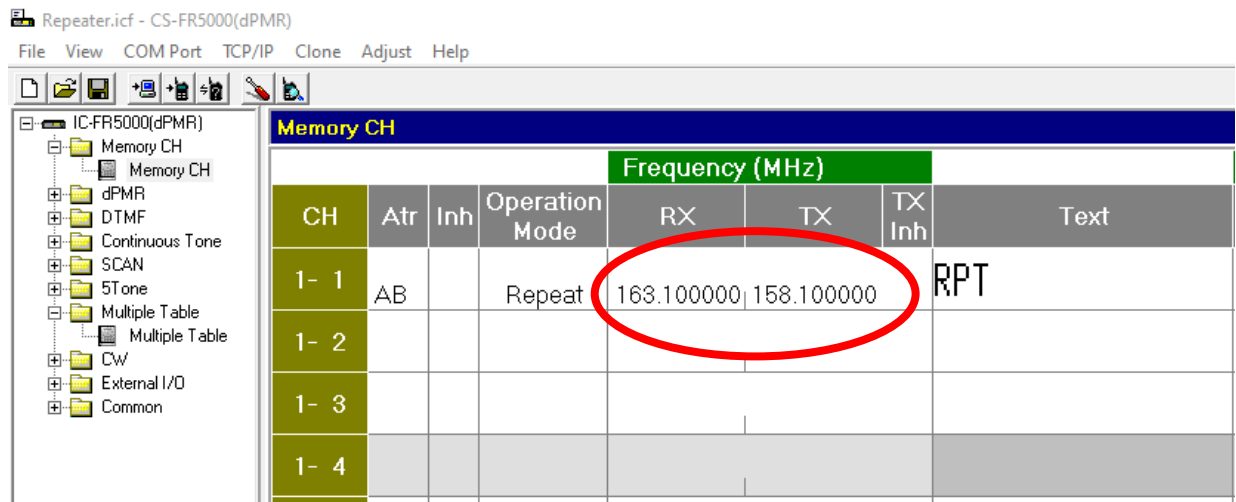 Repeater.icf - CS-FR5000(dPMR)
File View COM Port TCP/IP Clone Adjust Help
IC-FR5000(dPMR)
Memory CH
Memory CH
dPMR
DTMF
Continuous Tone
SCAN
5Tone
Multiple Table
Multiple Table
CW
External I/O
Common
Memory CH
Frequency (MHz)
CH Atr Inh Operation Mode RX TX TX Inh Text
1- 1 AB Repeat 163.100000 158.100000 RPT
1- 2
1- 3
1- 4